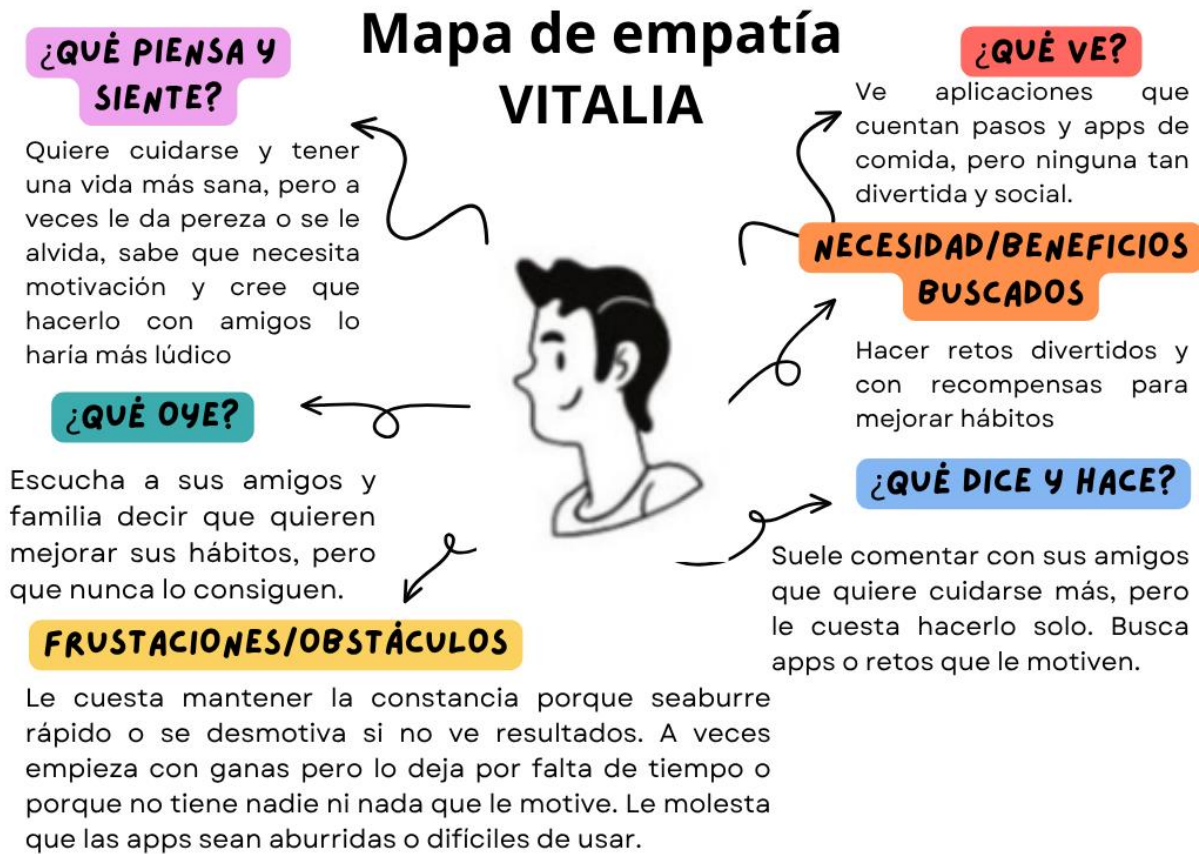 Mapa de empatía
VITALIA
¿QUÉ PIENSA Y
SIENTE?
Quiere cuidarse y tener
una vida más sana, pero a
veces le da pereza o se le
alvida, sabe que necesita
motivación y cree que
hacerlo con amigos lo
haría más lúdico
¿QUÉ VE?
Ve aplicaciones que
cuentan pasos y apps de
comida, pero ninguna tan
divertida y social.
NECESIDAD/BENEFICIOS
BUSCADOS
Hacer retos divertidos y
con recompensas para
mejorar hábitos
¿QUÉ OYE?
Escucha a sus amigos y
familia decir que quieren
mejorar sus hábitos, pero
que nunca lo consiguen.
¿QUÉ DICE Y HACE?
Suele comentar con sus amigos
que quiere cuidarse más, pero
le cuesta hacerlo solo. Busca
apps o retos que le motiven.
FRUSTACIONES/OBSTÁCULOS
Le cuesta mantener la constancia porque seaburre
rápido o se desmotiva si no ve resultados. A veces
empieza con ganas pero lo deja por falta de tiempo o
porque no tiene nadie ni nada que le motive. Le molesta
que las apps sean aburridas o difíciles de usar.